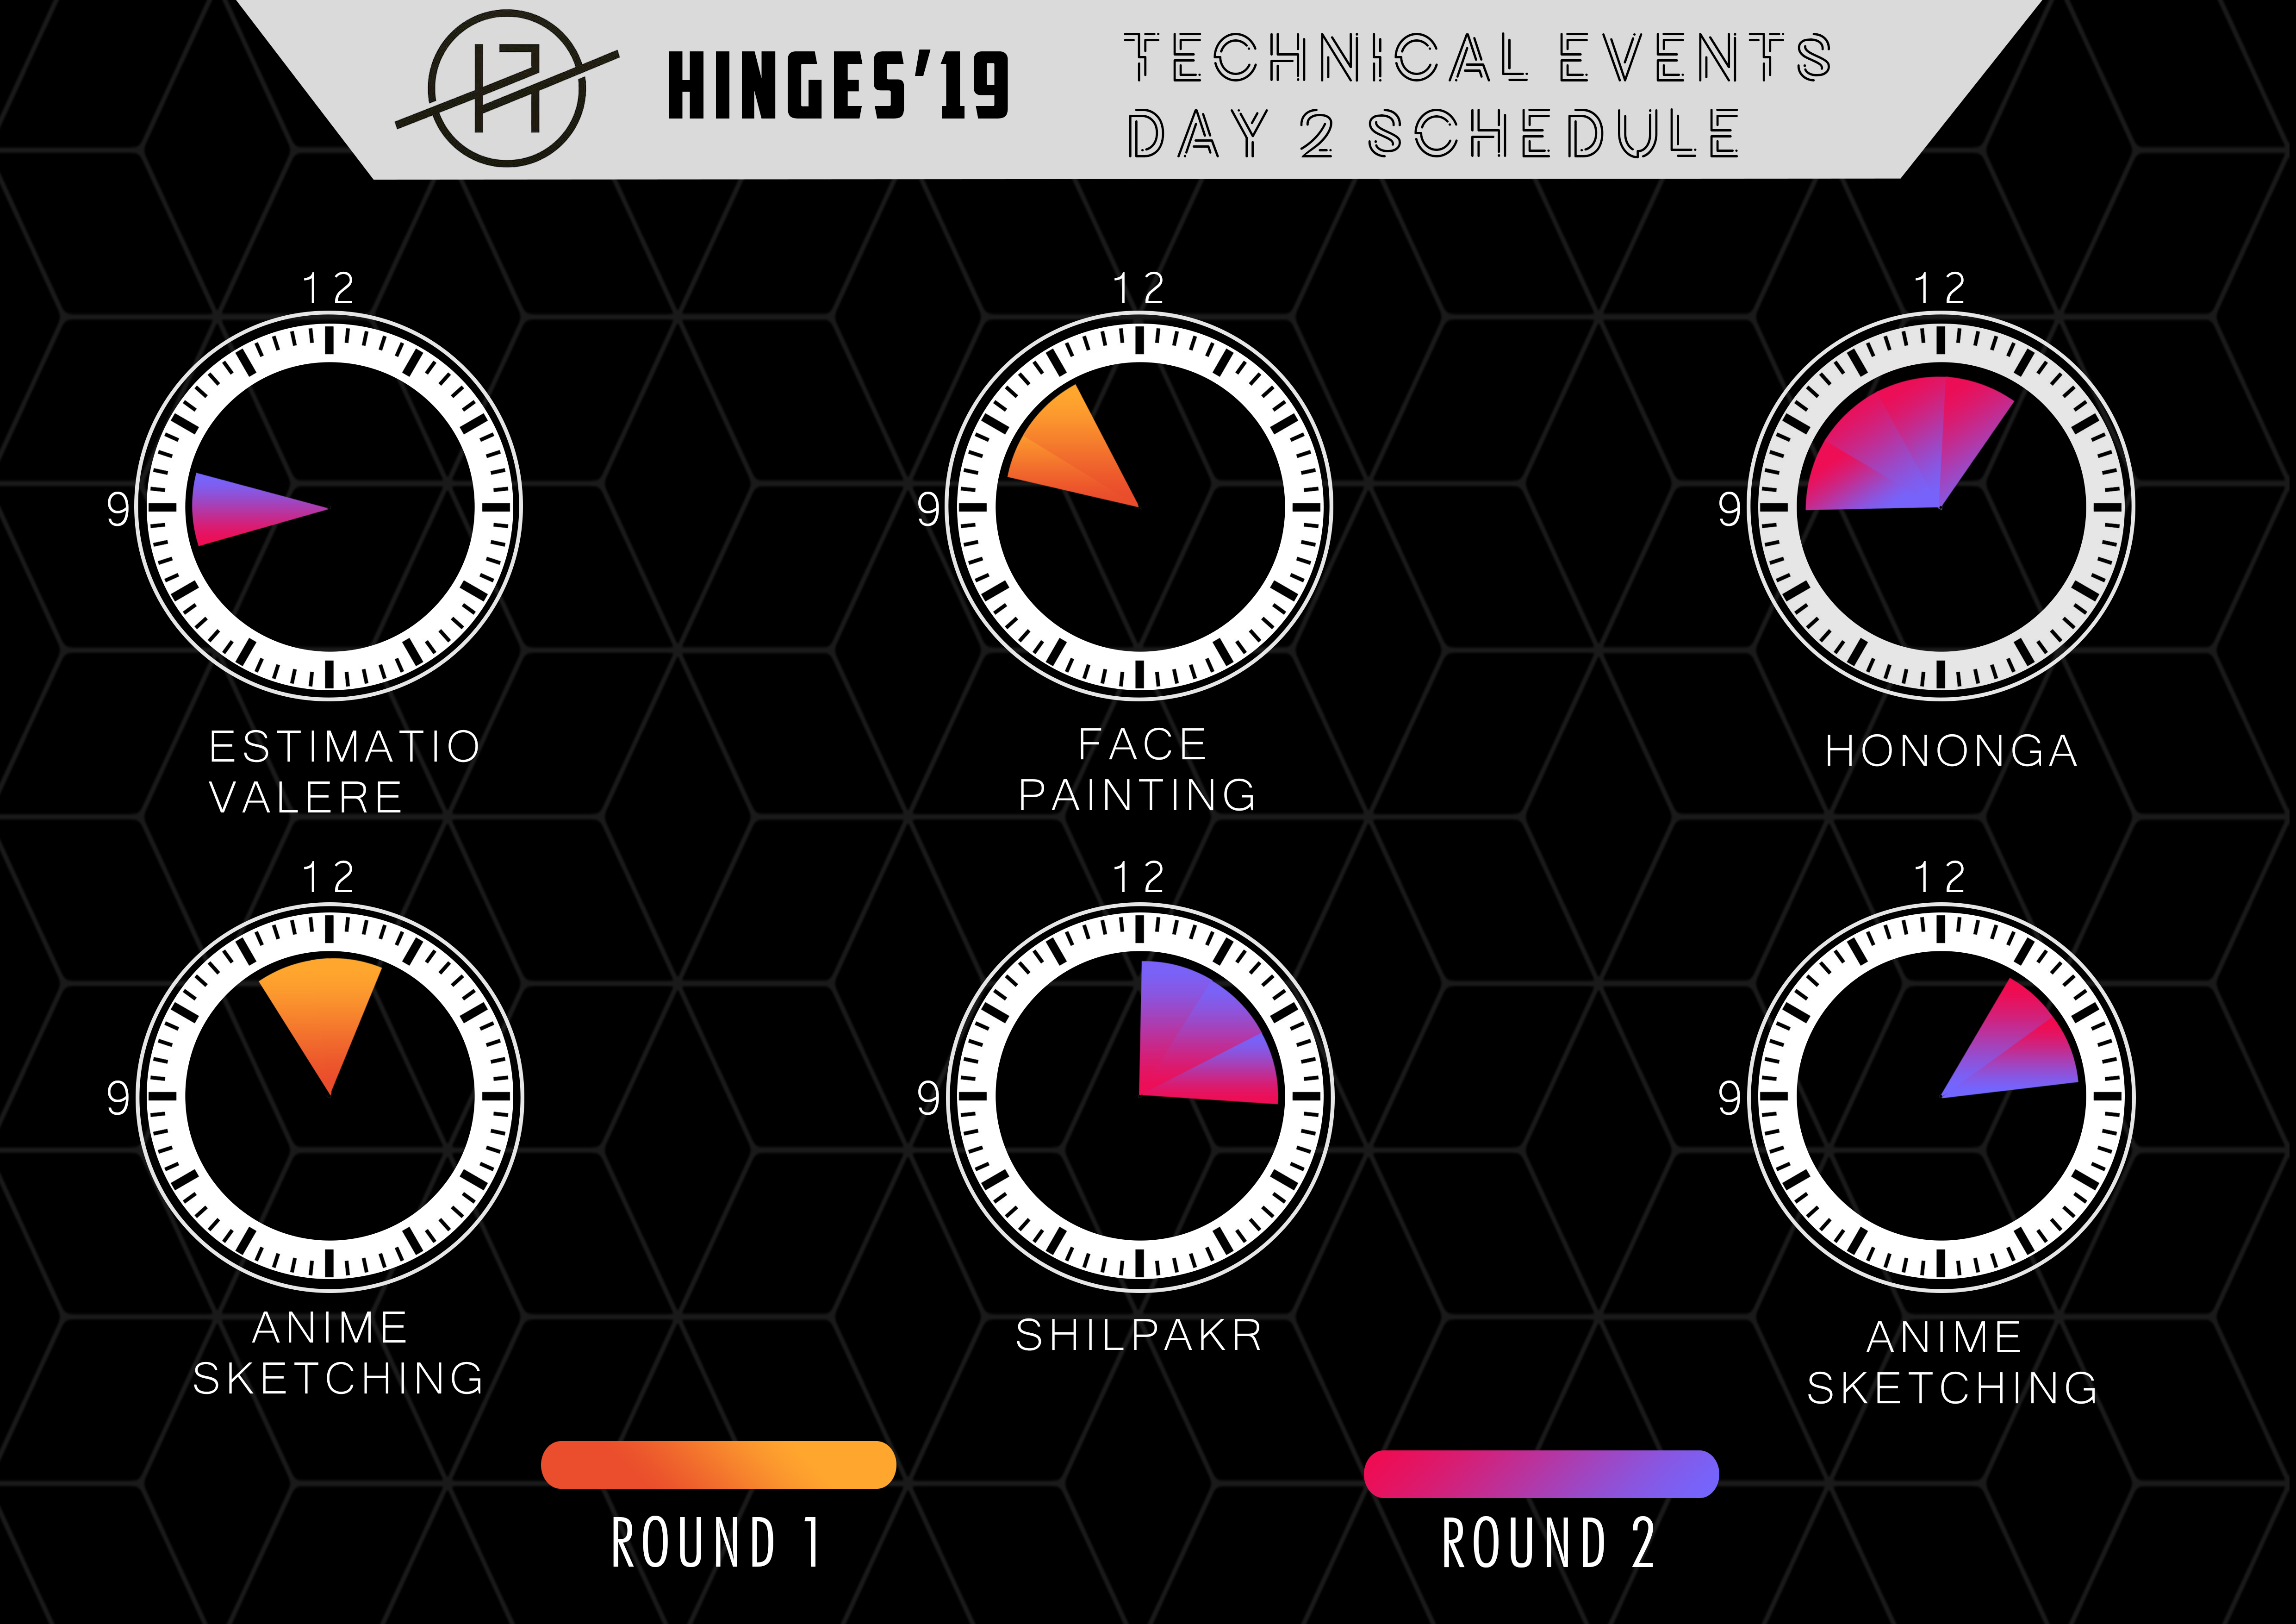 HINGES'19
TECHNICAL EVENTS
DAY 2 SCHEDULE
12
9
ESTIMATIO
VALERE
12
9
FACE
PAINTING
12
9
HONONGA
12
9
ANIME
SKETCHING
12
9
SHILPAKR
12
9
ANIME
SKETCHING
ROUND 1
ROUND 2